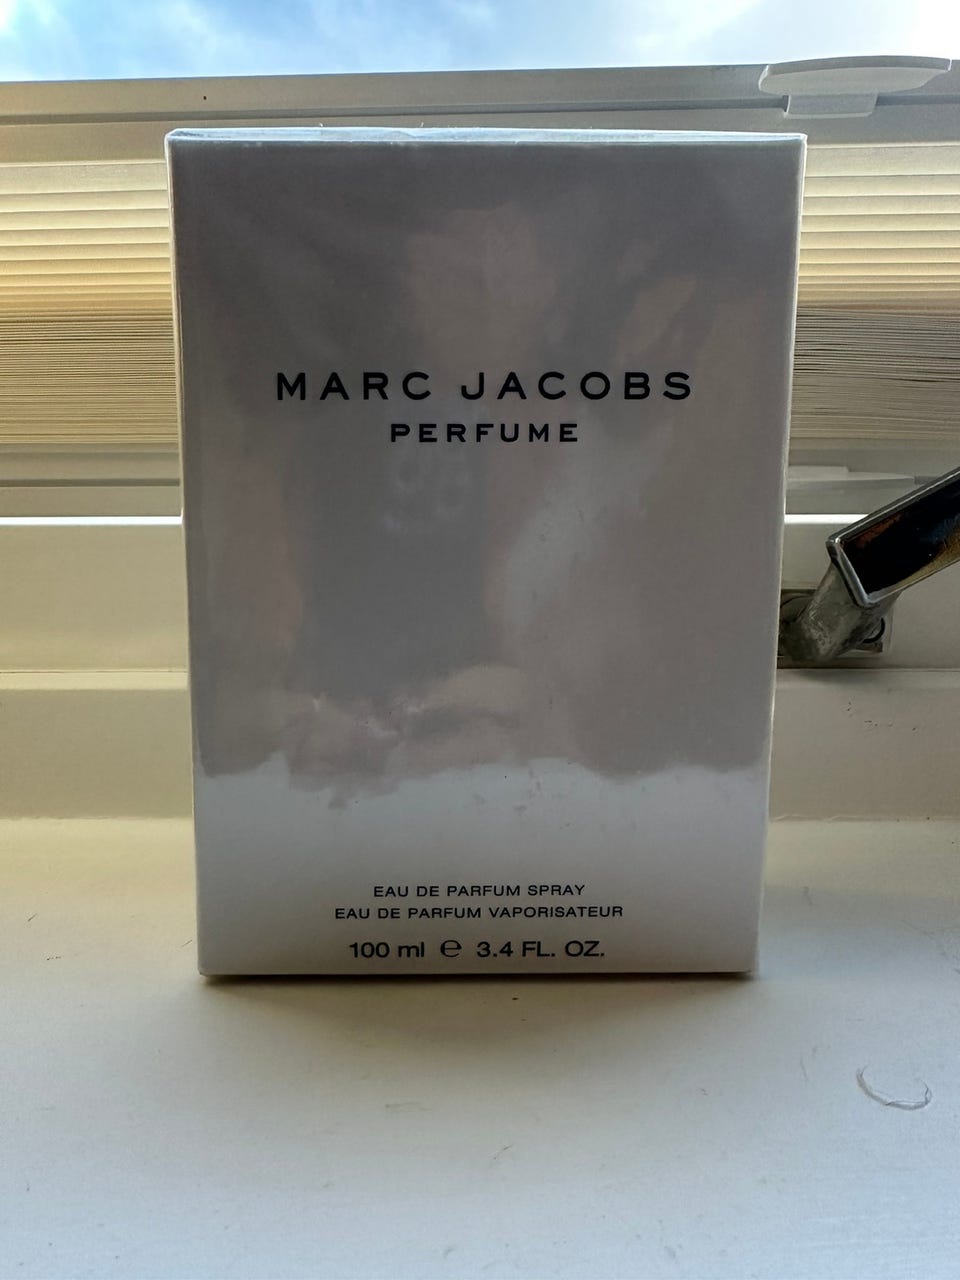 MARC JACOBS
PERFUME
EAU DE PARFUM SPRAY
EAU DE PARFUM VAPORISATEUR
100 ml ℮ 3.4 FL. OZ.